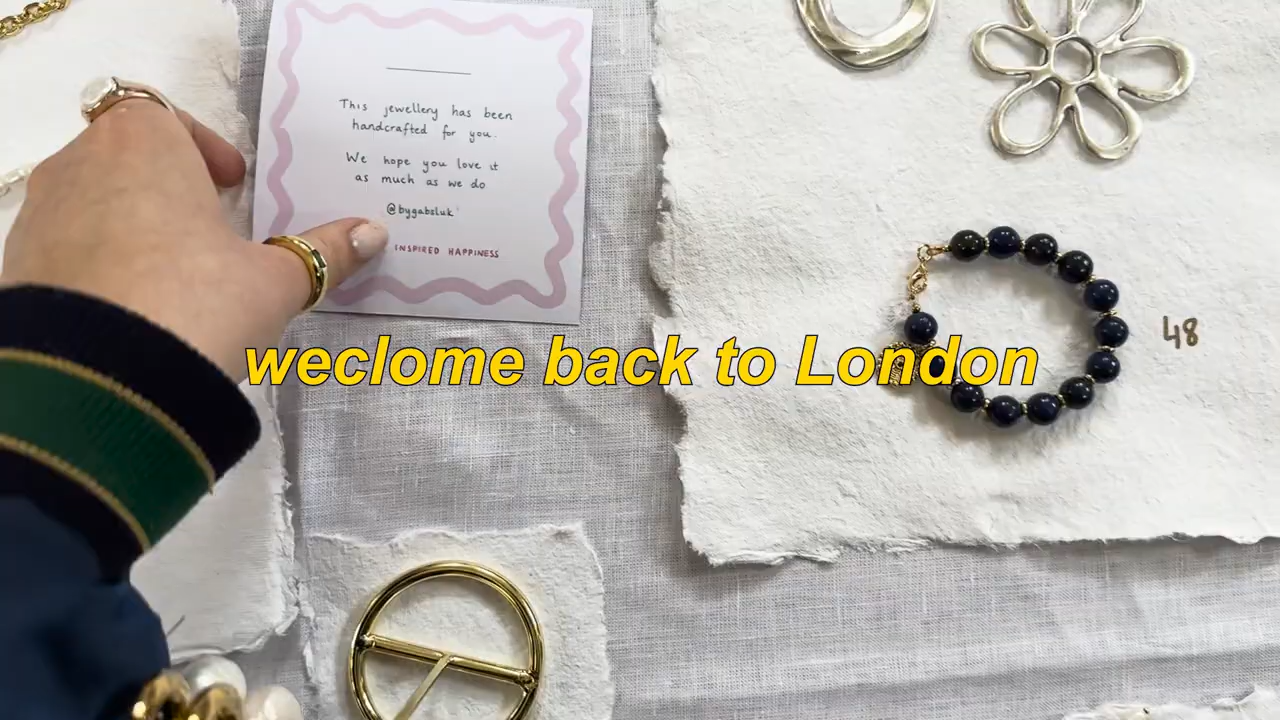 This jewellery has been
handcrafted for you.
We hope you love it
as much as we do
@bygabsluk
INSPIRED HAPPINESS
weclome back to London
48